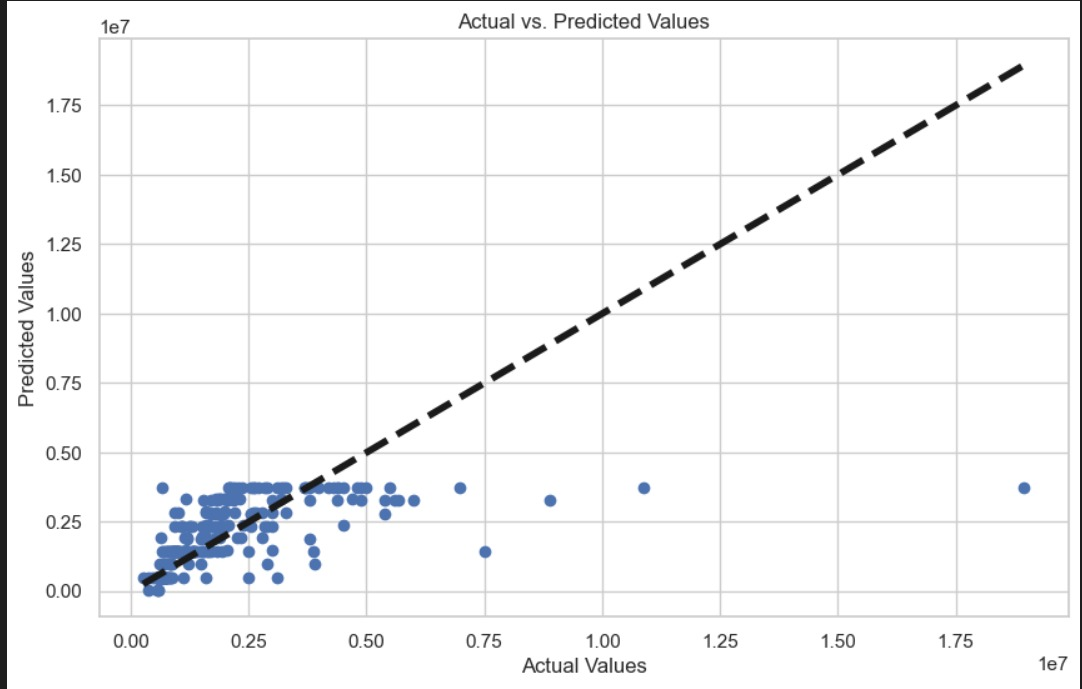 Actual vs. Predicted Values
1e7
1.75
1.50
1.25
1.00
0.75
0.50
0.25
0.00
Predicted Values
0.00 0.25 0.50 0.75 1.00 1.25 1.50 1.75
Actual Values
1e7